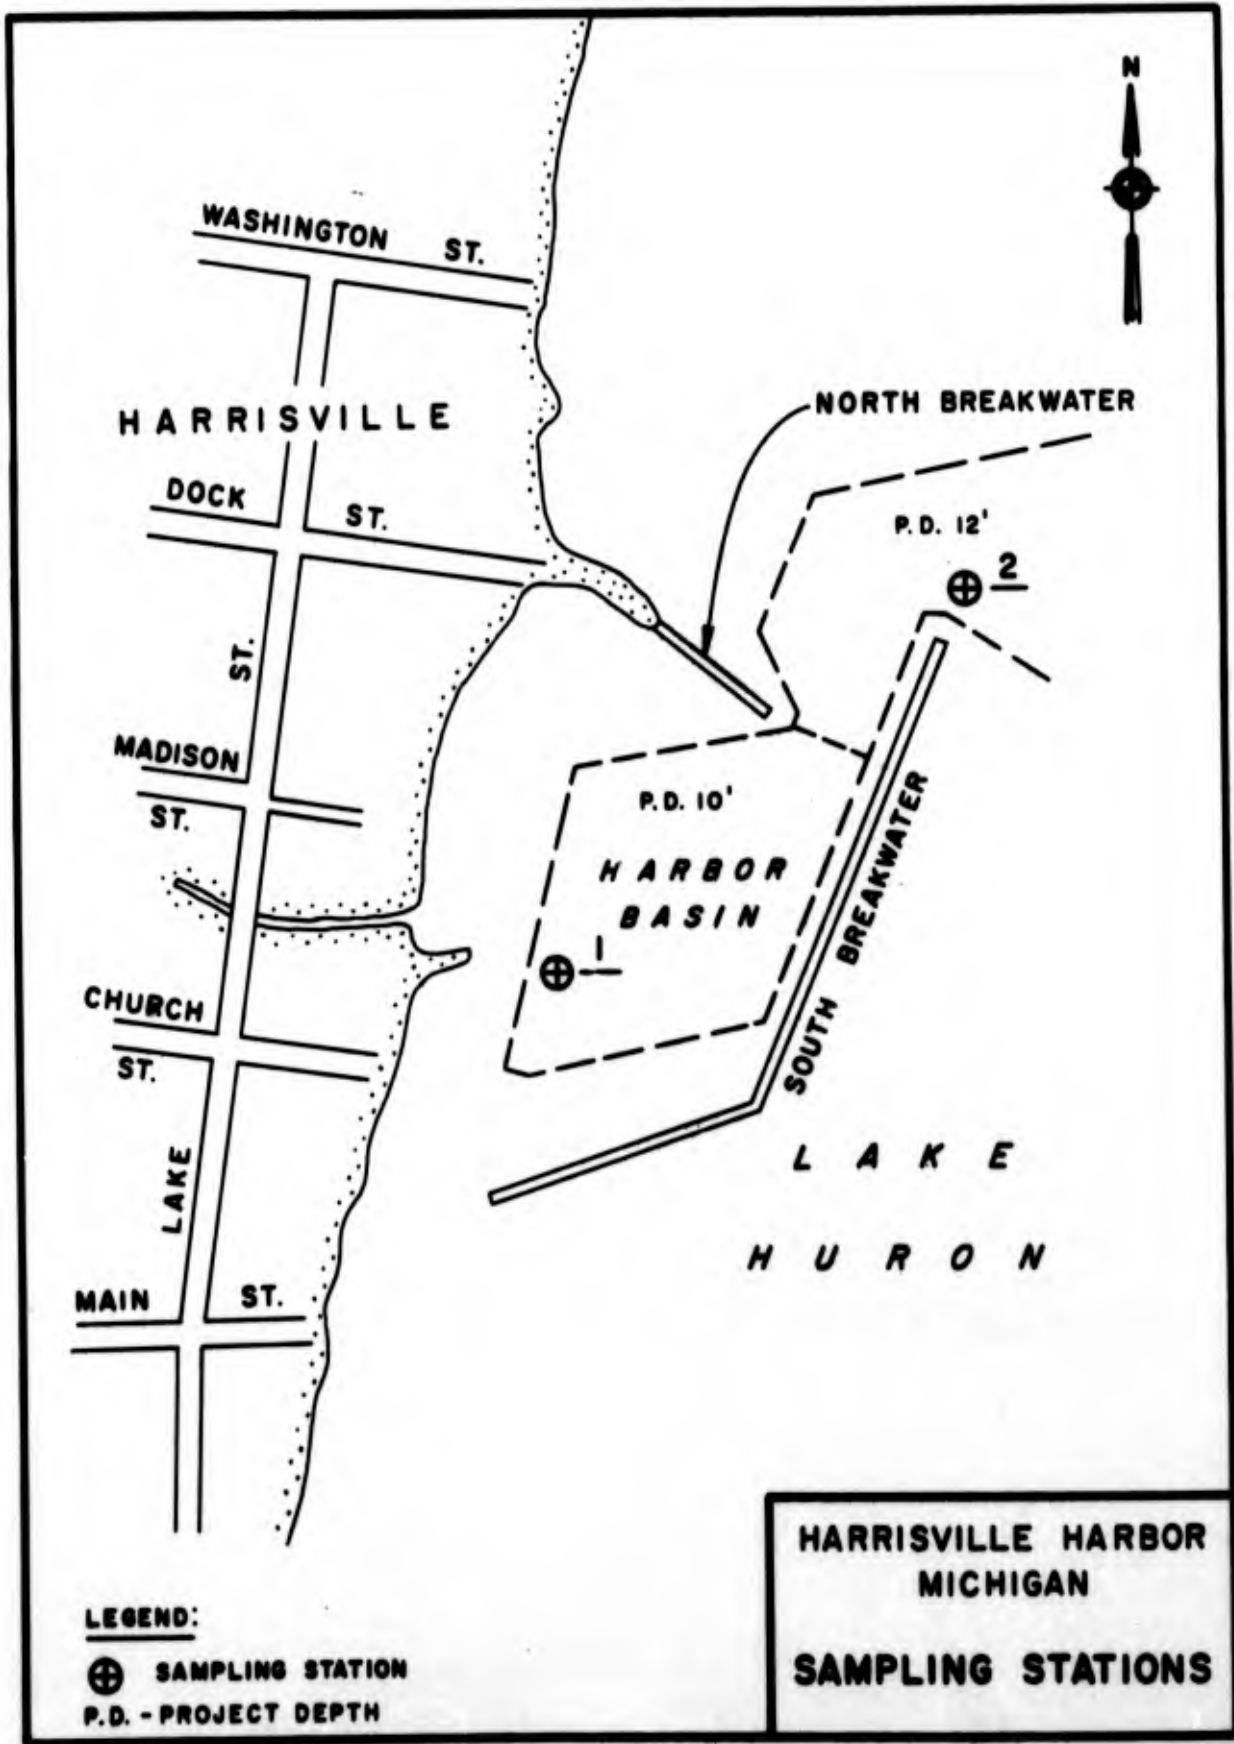 N
WASHINGTON ST.
NORTH BREAKWATER
HARRISVILLE
DOCK ST.
P.D. 12'
2
ST.
MADISON
ST.
P.D. 10'
HARBOR
BASIN
SOUTH BREAKWATER
1
CHURCH
ST.
LAKE
LAKE
HURON
MAIN ST.
HARRISVILLE HARBOR
MICHIGAN
SAMPLING STATIONS
LEGEND:
SAMPLING STATION
P.D. - PROJECT DEPTH